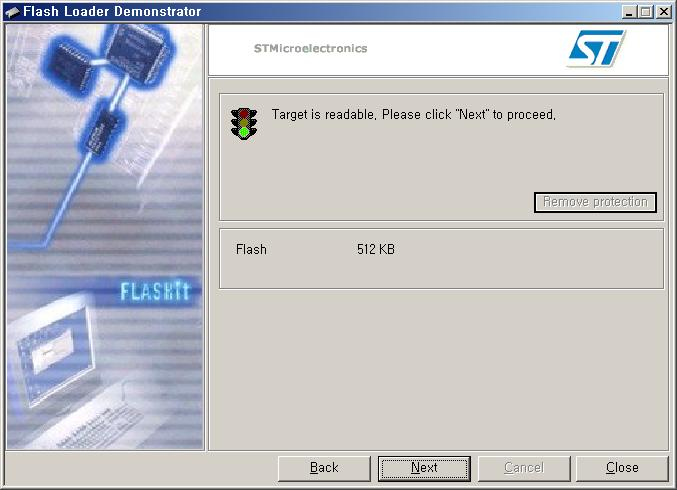 Flash Loader Demonstrator
STMicroelectronics
ST
Target is readable, Please click "Next" to proceed,
Remove protection
Flash 512 KB
FLASHit
Back Next Cancel Close